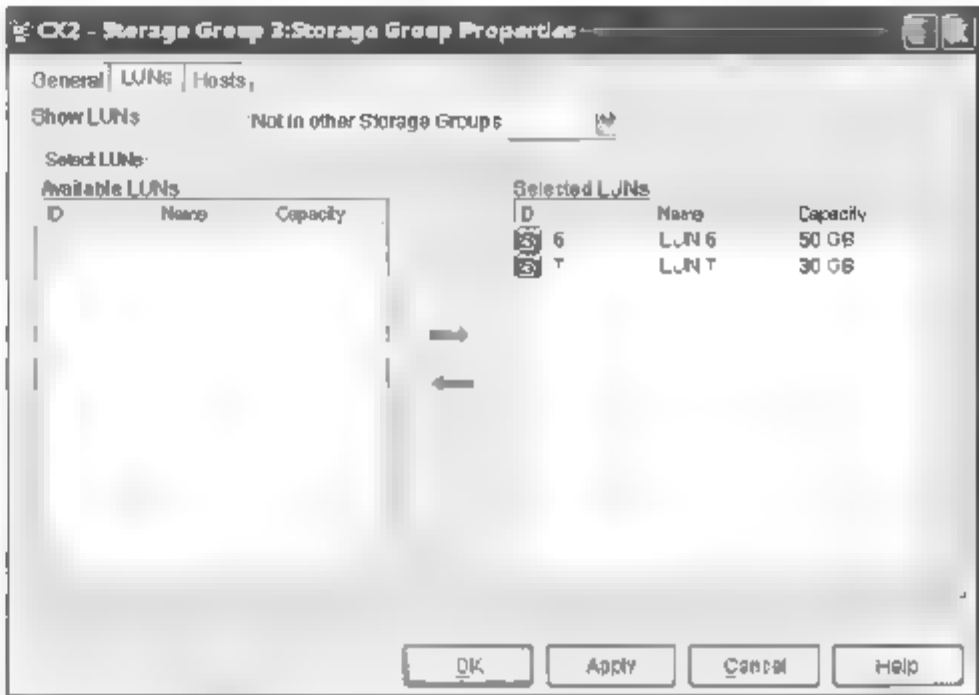 CX2 - Storage Group 3:Storage Group Properties
General LUNs Hosts
Show LUNs Not in other Storage Groups
Select LUNs
Available LUNs Selected LUNs
ID Name Capacity ID Name Capacity
6 LUN 6 50 GB
7 LUN 7 30 GB
OK Apply Cancel Help